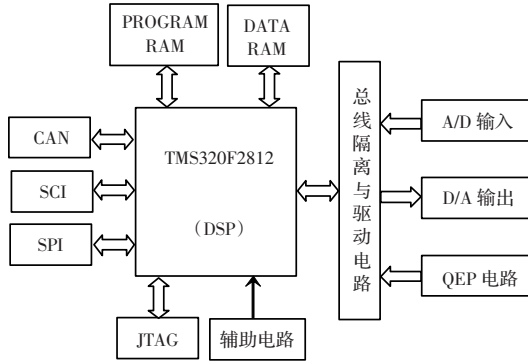 PROGRAM
RAM
DATA
RAM
CAN
SCI
SPI
TMS320F2812
（DSP）
总线隔离与驱动电路
A/D 输入
D/A 输出
QEP 电路
JTAG
辅助电路